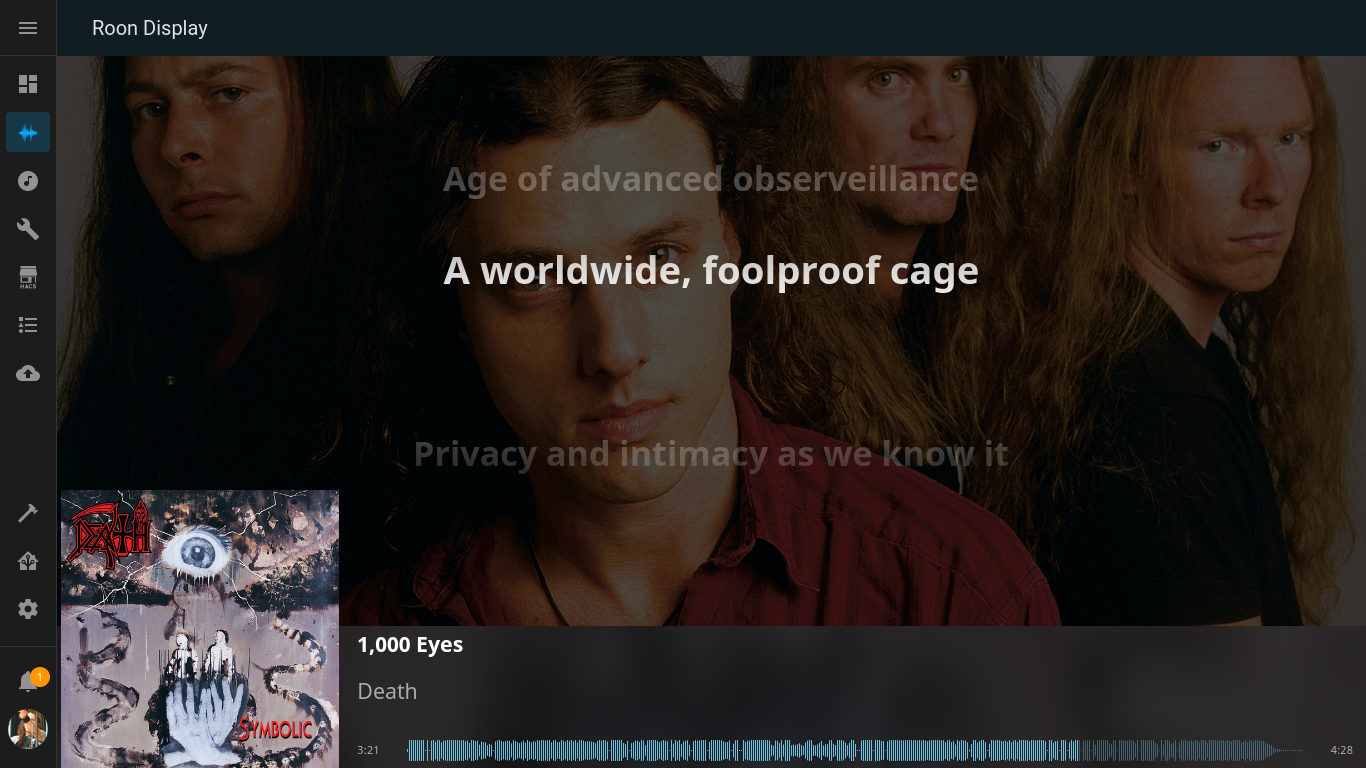 Roon Display
Age of advanced observeillance
A worldwide, foolproof cage
Privacy and intimacy as we know it
HACS
1
DEATH
SYMBOLIC
1,000 Eyes
Death
3:21
4:28